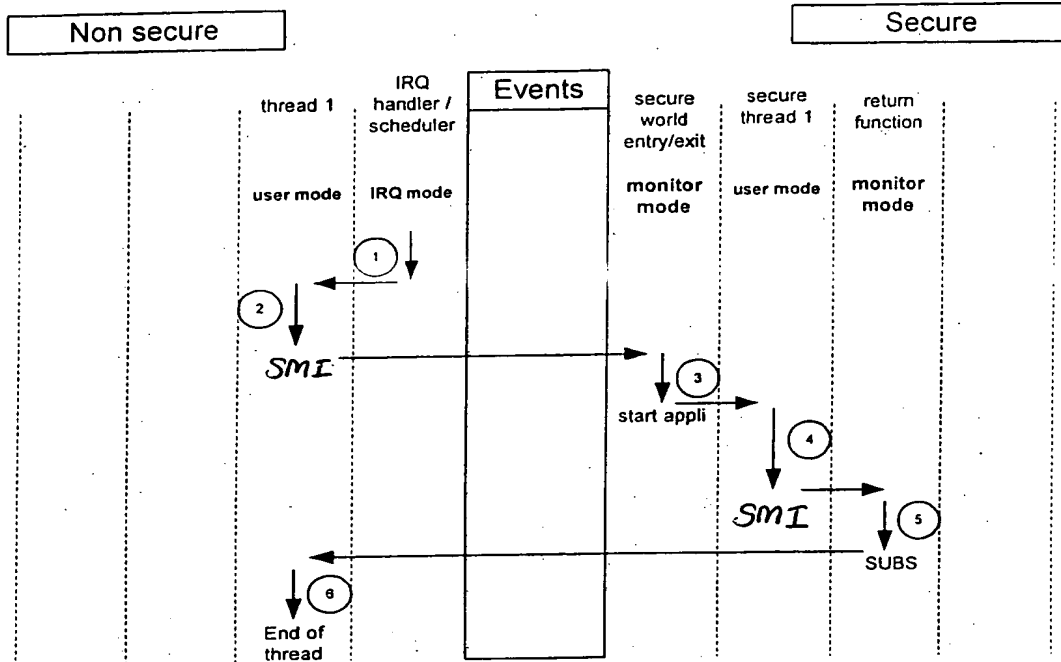 Non secure
Secure
Events
thread 1
IRQ
handler /
scheduler
secure
world
entry/exit
secure
thread 1
return
function
user mode
IRQ mode
monitor
mode
user mode
monitor
mode
1
2
SMI
3
start appli
4
SMI
5
SUBS
6
End of
thread